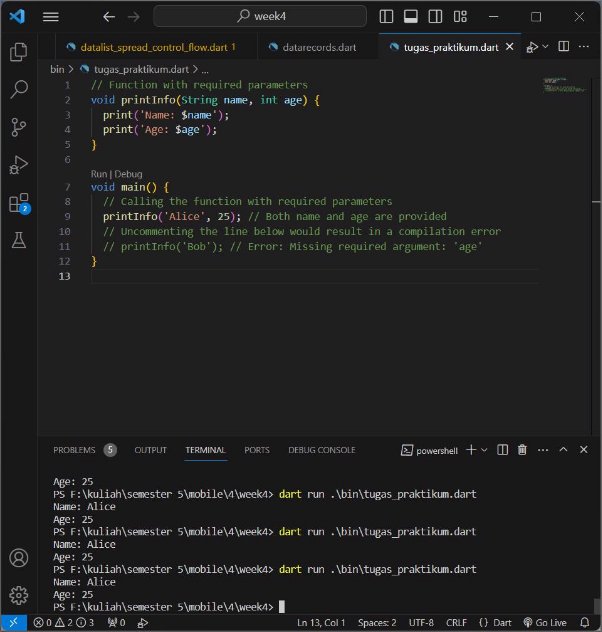 week4
datalist_spread_control_flow.dart 1
datarecords.dart
tugas_praktikum.dart
bin > tugas_praktikum.dart > ...
1 // Function with required parameters
2 void printInfo(String name, int age) {
3 print('Name: $name');
4 print('Age: $age');
5 }
6
Run | Debug
7 void main() {
8 // Calling the function with required parameters
9 printInfo('Alice', 25); // Both name and age are provided
10 // Uncommenting the line below would result in a compilation error
11 // printInfo('Bob'); // Error: Missing required argument: 'age'
12 }
13
2
PROBLEMS 5 OUTPUT TERMINAL PORTS DEBUG CONSOLE powershell
Age: 25
PS F:\kuliah\semester 5\mobile\4\week4> dart run .\bin\tugas_praktikum.dart
Name: Alice
Age: 25
PS F:\kuliah\semester 5\mobile\4\week4> dart run .\bin\tugas_praktikum.dart
Name: Alice
Age: 25
PS F:\kuliah\semester 5\mobile\4\week4> dart run .\bin\tugas_praktikum.dart
Name: Alice
Age: 25
PS F:\kuliah\semester 5\mobile\4\week4>
0 2 3 0 Ln 13, Col 1 Spaces: 2 UTF-8 CRLF {} Dart Go Live